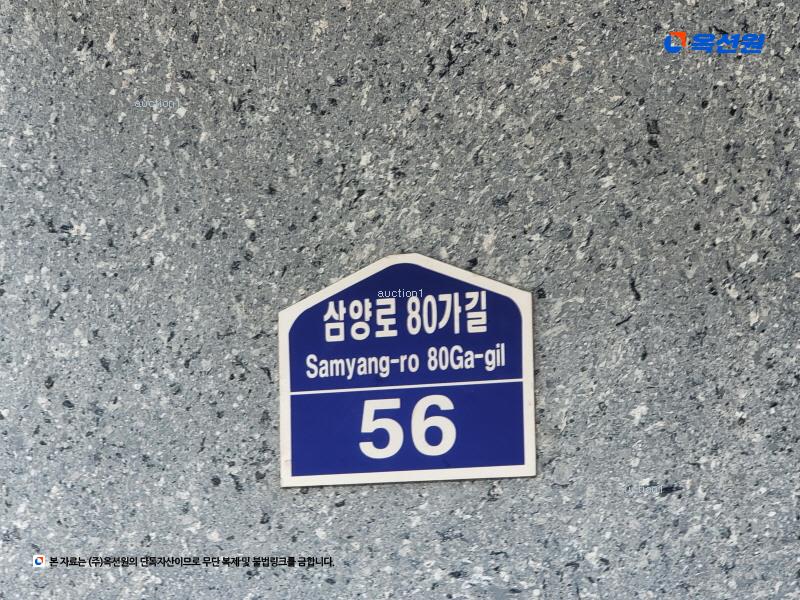 옥션원
auction1
auction1
삼양로 80가길
Samyang-ro 80Ga-gil
56
auction1
본 자료는 (주)옥션원의 단독자산이므로 무단 복제 및 불법링크를 금합니다.